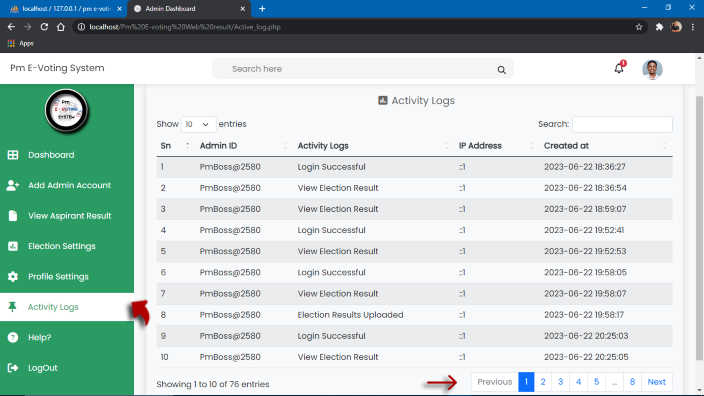 localhost / 127.0.0.1 / pm e-votin
Admin Dashboard
localhost/Pm%20E-voting%20Web%20result/Active_log.php
Apps
Pm E-Voting System
Search here
1
Pm
E - VOTING
SYSTEM
Dashboard
Add Admin Account
View Aspirant Result
Election Settings
Profile Settings
Activity Logs
Help?
LogOut
Activity Logs
Show 10 entries
Search:
Sn Admin ID Activity Logs IP Address Created at
1 PmBoss@2580 Login Successful ::1 2023-06-22 18:36:27
2 PmBoss@2580 View Election Result ::1 2023-06-22 18:36:54
3 PmBoss@2580 View Election Result ::1 2023-06-22 18:59:07
4 PmBoss@2580 Login Successful ::1 2023-06-22 19:52:41
5 PmBoss@2580 View Election Result ::1 2023-06-22 19:52:53
6 PmBoss@2580 Login Successful ::1 2023-06-22 19:58:05
7 PmBoss@2580 View Election Result ::1 2023-06-22 19:58:07
8 PmBoss@2580 Election Results Uploaded ::1 2023-06-22 19:58:17
9 PmBoss@2580 Login Successful ::1 2023-06-22 20:25:03
10 PmBoss@2580 View Election Result ::1 2023-06-22 20:25:05
Showing 1 to 10 of 76 entries
Previous 1 2 3 4 5 ... 8 Next